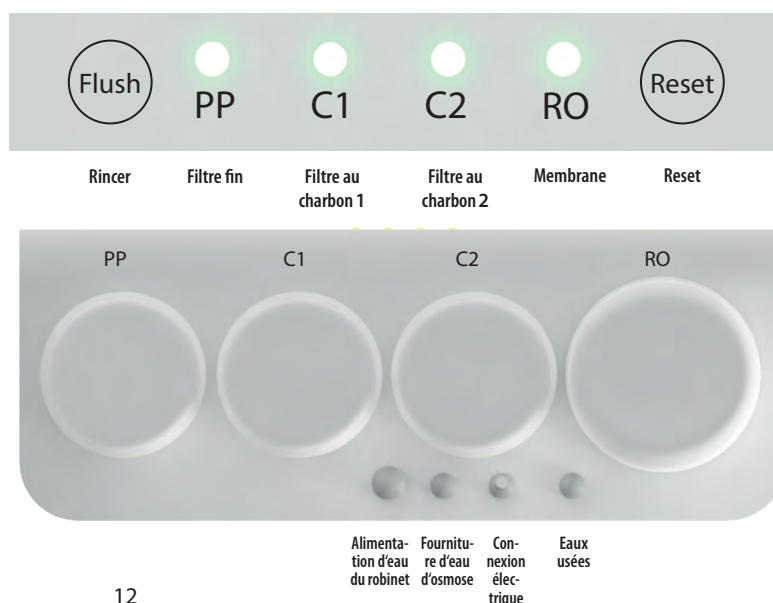 Flush PP C1 C2 RO Reset
Rincer Filtre fin Filtre au Filtre au Membrane Reset
charbon 1 charbon 2
PP C1 C2 RO
Alimenta- Fournitu- Con- Eaux
tion d‘eau re d‘eau nexion usées
du robinet d‘osmose élec-
trique
12